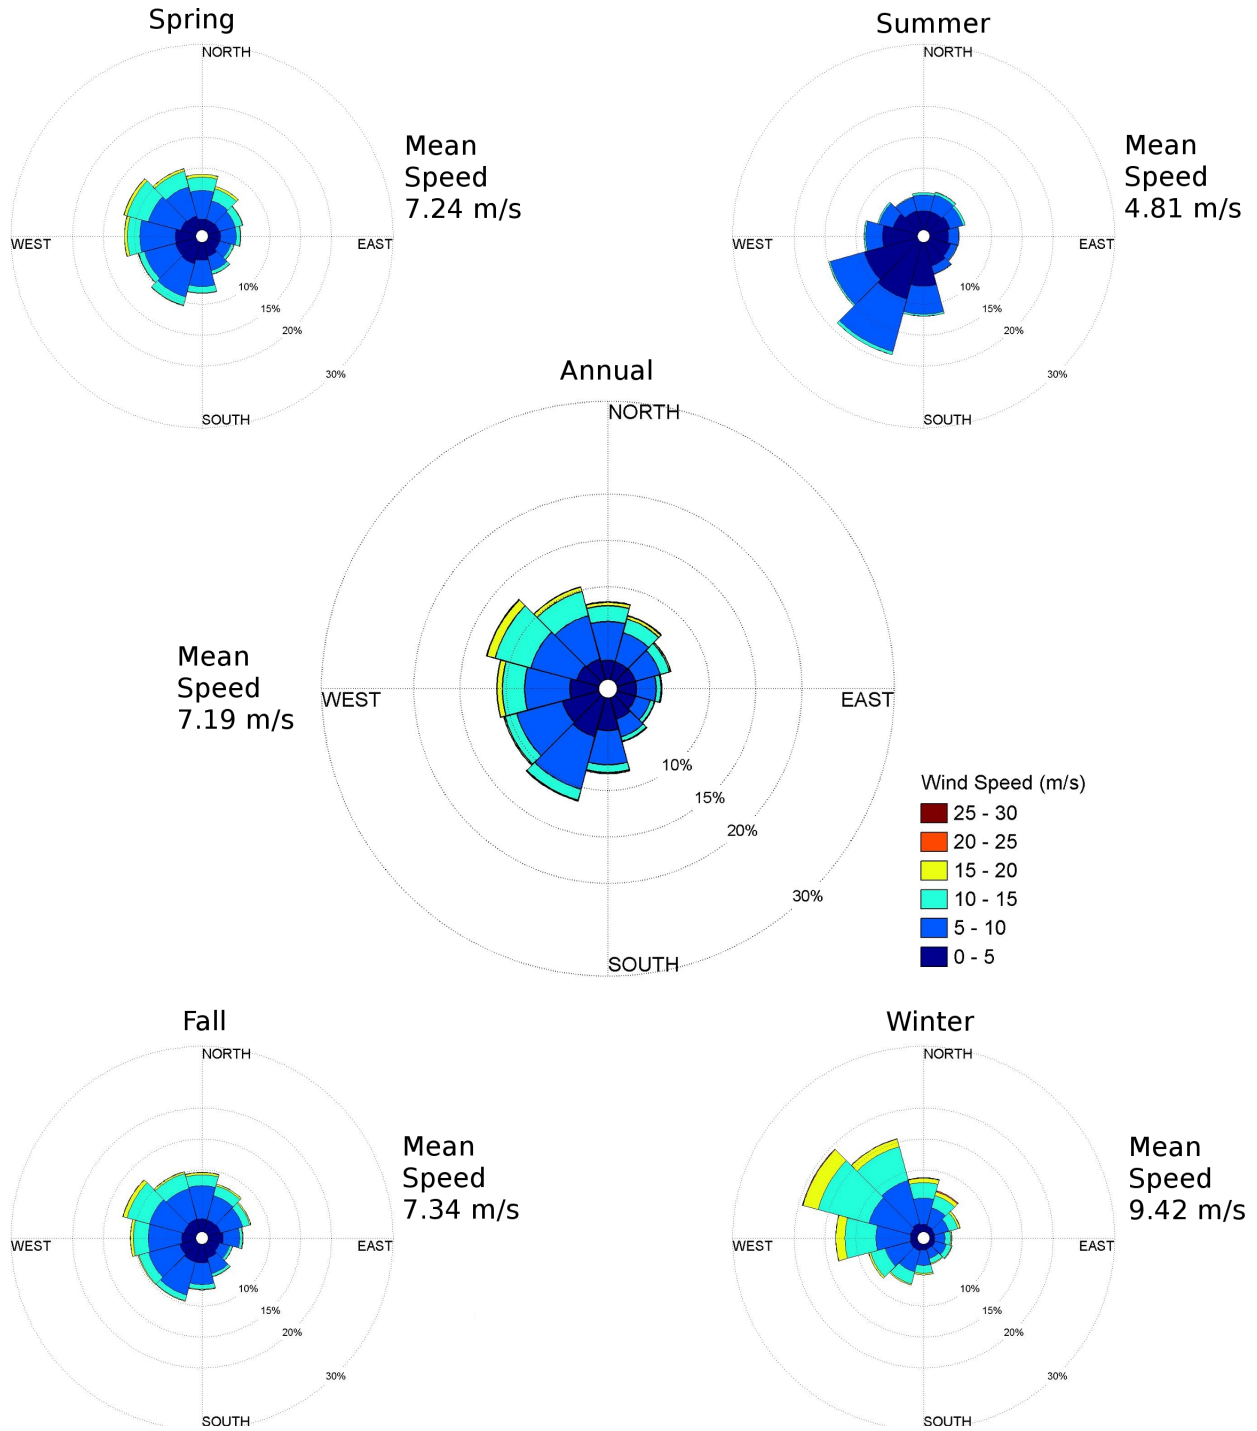 Spring
NORTH
WEST
EAST
SOUTH
10%
15%
20%
30%
Mean
Speed
7.24 m/s
Summer
NORTH
WEST
EAST
SOUTH
10%
15%
20%
30%
Mean
Speed
4.81 m/s
Annual
NORTH
WEST
EAST
SOUTH
10%
15%
20%
30%
Mean
Speed
7.19 m/s
Wind Speed (m/s)
25 - 30
20 - 25
15 - 20
10 - 15
5 - 10
0 - 5
Fall
NORTH
WEST
EAST
SOUTH
10%
15%
20%
30%
Mean
Speed
7.34 m/s
Winter
NORTH
WEST
EAST
SOUTH
10%
15%
20%
30%
Mean
Speed
9.42 m/s